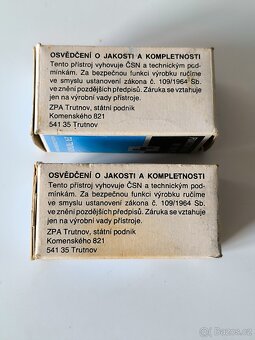 OSVĚDČENÍ O JAKOSTI A KOMPLETNOSTI
Tento přístroj vyhovuje ČSN a technickým pod-
mínkám. Za bezpečnou funkci výrobku ručíme
ve smyslu ustanovení zákona č. 109/1964 Sb.
ve znění pozdějších předpisů. Záruka se vztahuje
jen na výrobní vady přístroje.
ZPA Trutnov, státní podnik
Komenského 821
541 35 Trutnov
OSVĚDČENÍ O JAKOSTI A KOMPLETNOSTI
Tento přístroj vyhovuje ČSN a technickým pod-
mínkám. Za bezpečnou funkci výrobku ručíme
ve smyslu ustanovení zákona č. 109/1964 Sb.
ve znění pozdějších předpisů. Záruka se vztahuje
jen na výrobní vady přístroje.
ZPA Trutnov, státní podnik
Komenského 821
541 35 Trutnov
Bazoš.cz